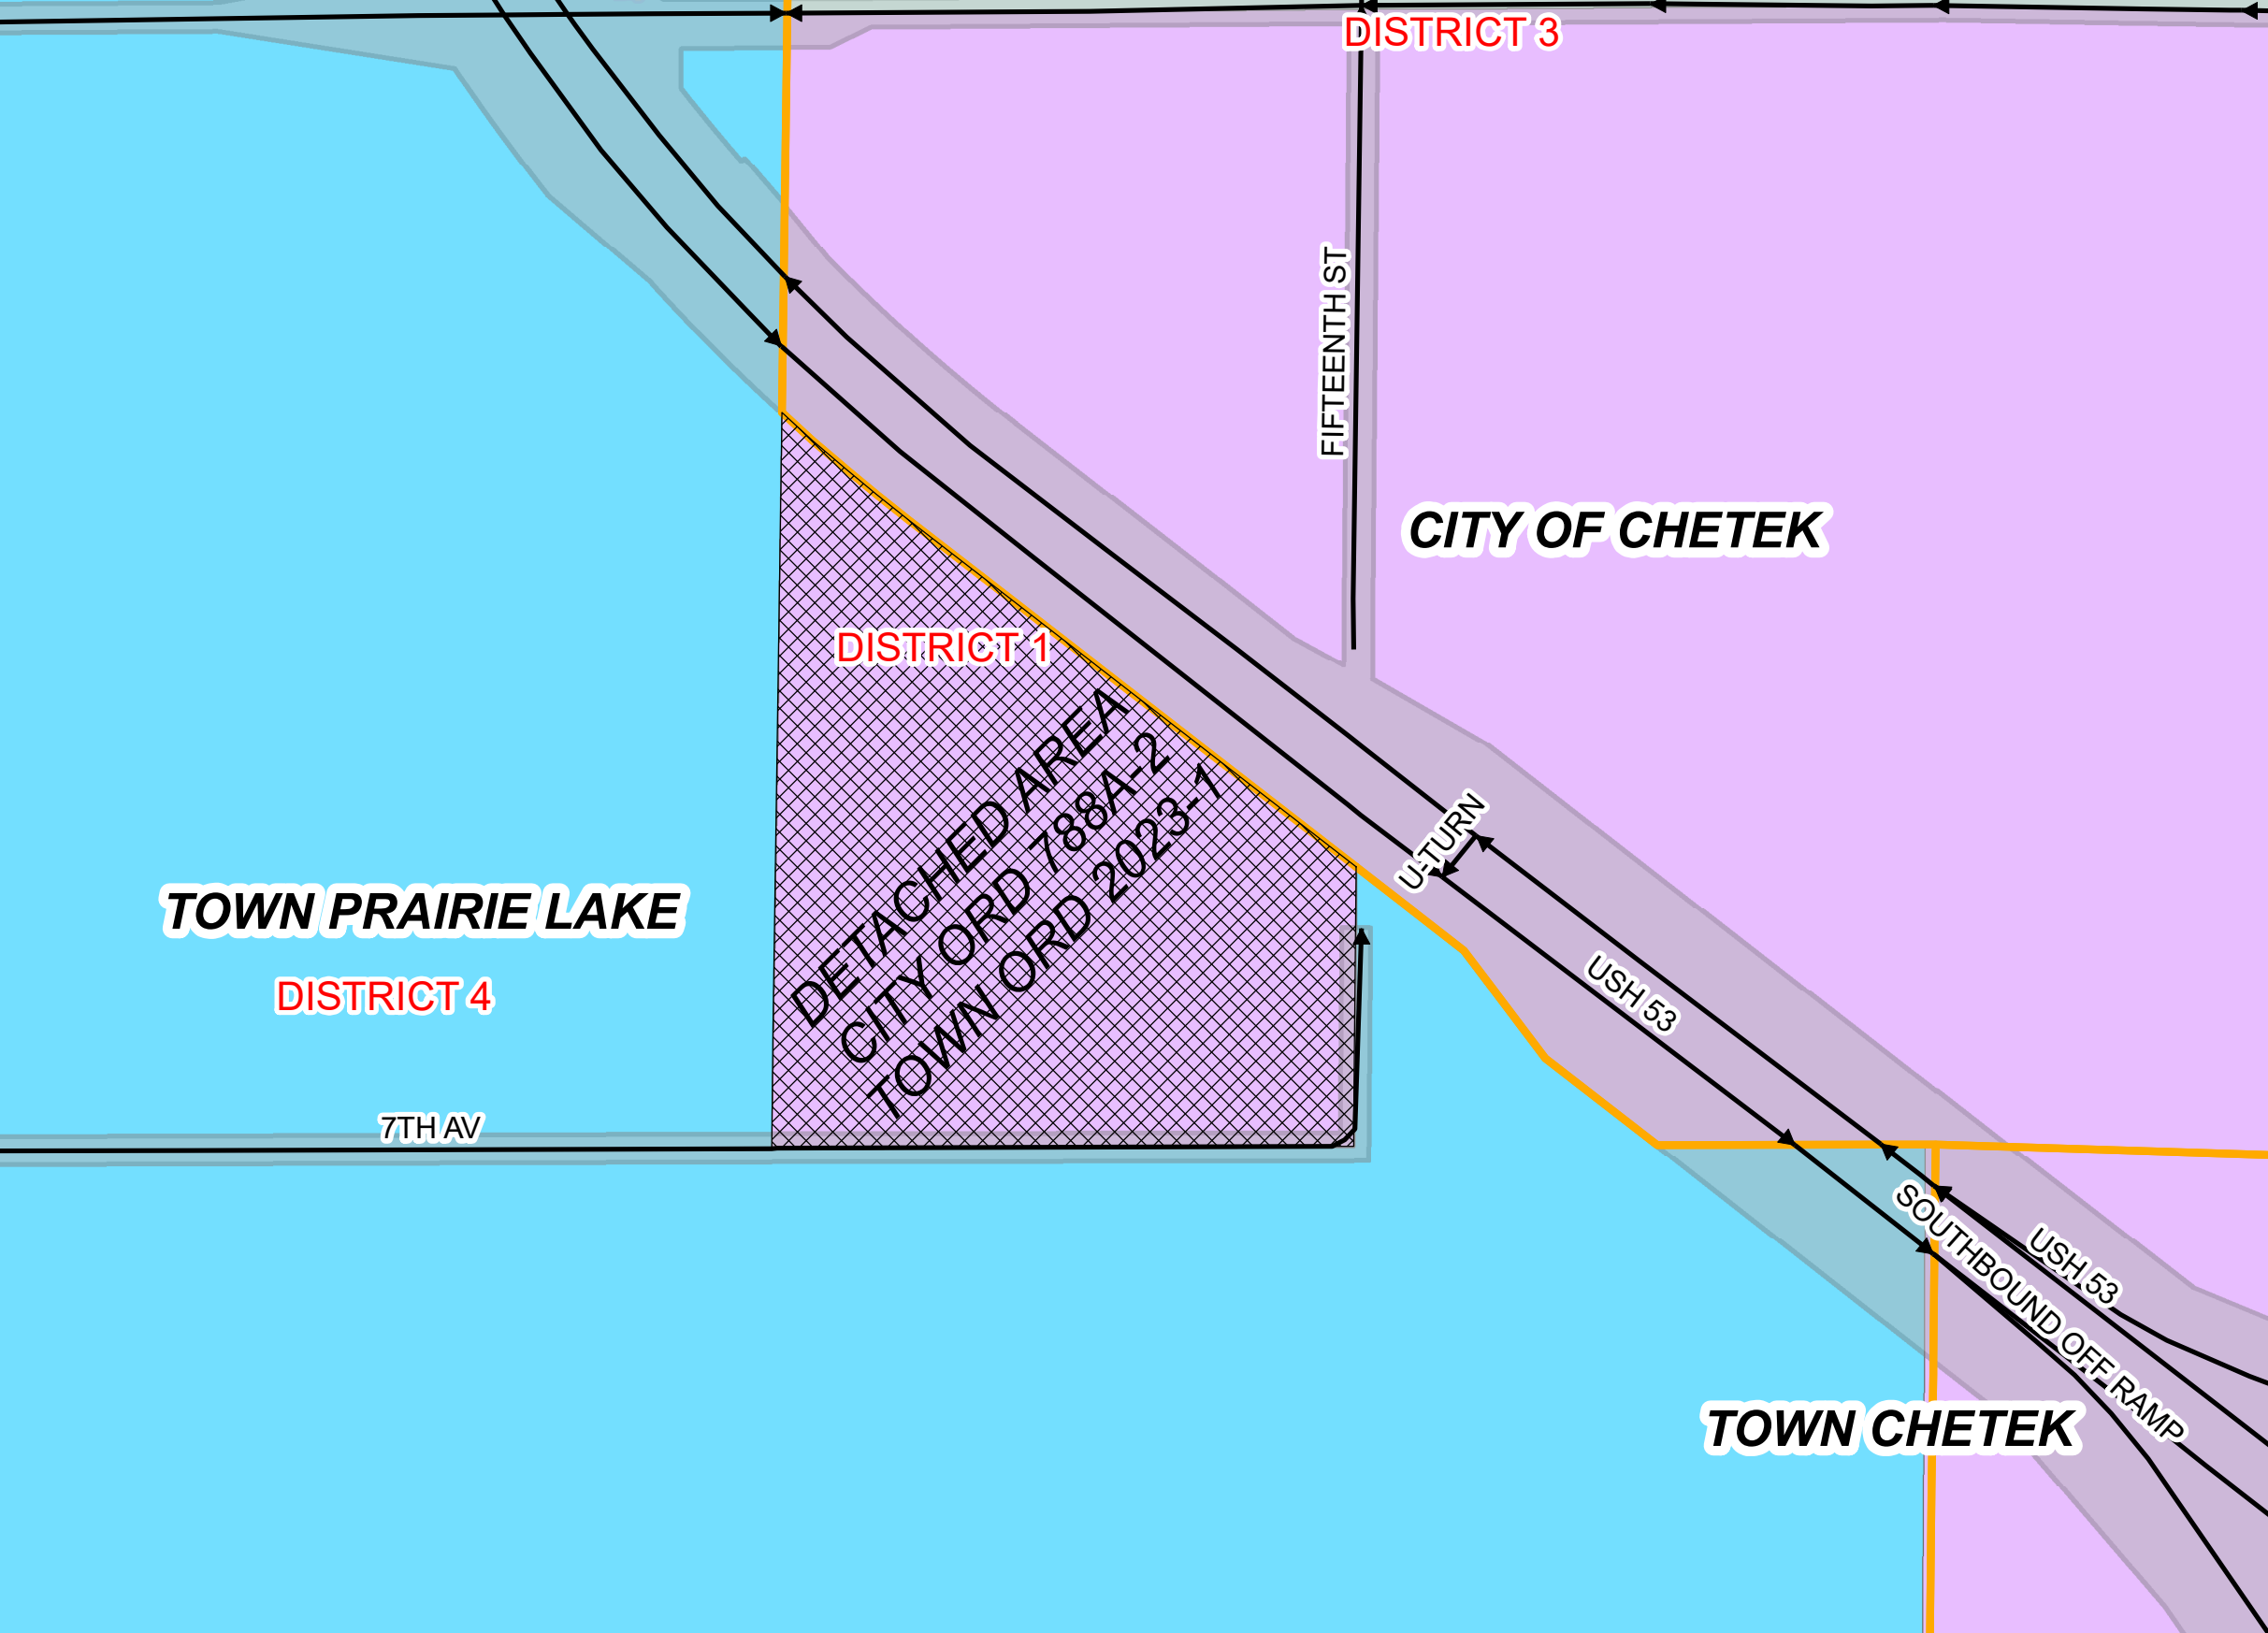 DISTRICT 3
FIFTEENTH ST
CITY OF CHETEK
DISTRICT 1
DETACHED AREA
CITY ORD 788A-2
TOWN ORD 2023-1
U-TURN
TOWN PRAIRIE LAKE
DISTRICT 4
USH 53
7TH AV
SOUTHBOUND OFF RAMP
USH 53
TOWN CHETEK